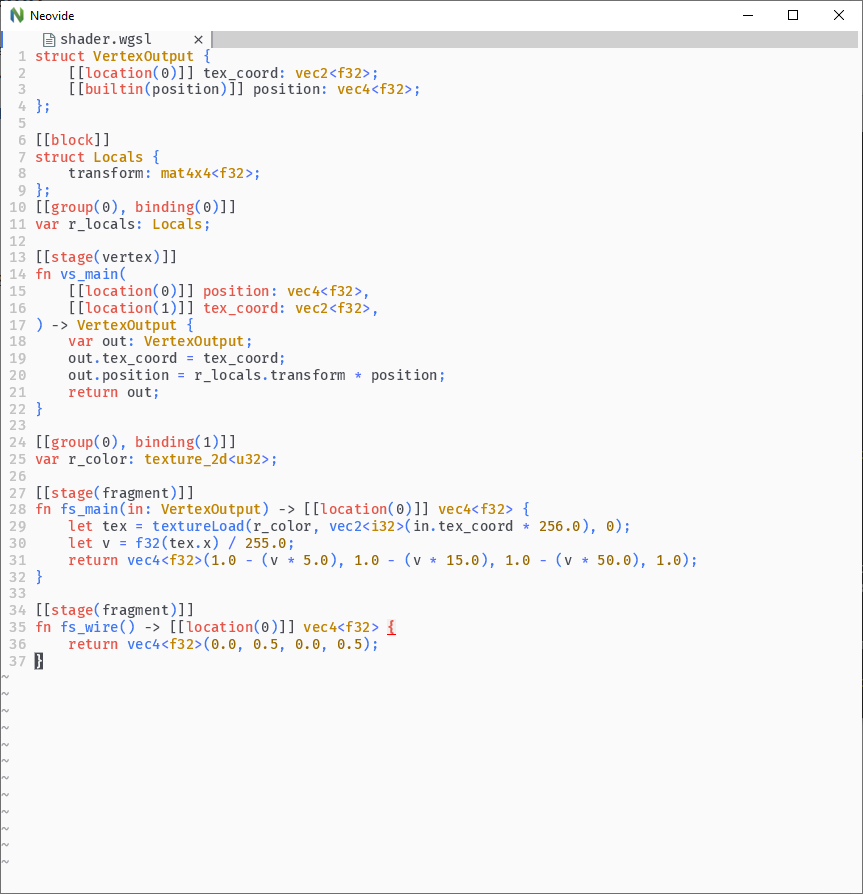 Neovide
shader.wgsl
1 struct VertexOutput {
2     [[location(0)]] tex_coord: vec2<f32>;
3     [[builtin(position)]] position: vec4<f32>;
4 };
5
6 [[block]]
7 struct Locals {
8     transform: mat4x4<f32>;
9 };
10 [[group(0), binding(0)]]
11 var r_locals: Locals;
12
13 [[stage(vertex)]]
14 fn vs_main(
15     [[location(0)]] position: vec4<f32>,
16     [[location(1)]] tex_coord: vec2<f32>,
17 ) -> VertexOutput {
18     var out: VertexOutput;
19     out.tex_coord = tex_coord;
20     out.position = r_locals.transform * position;
21     return out;
22 }
23
24 [[group(0), binding(1)]]
25 var r_color: texture_2d<u32>;
26
27 [[stage(fragment)]]
28 fn fs_main(in: VertexOutput) -> [[location(0)]] vec4<f32> {
29     let tex = textureLoad(r_color, vec2<i32>(in.tex_coord * 256.0), 0);
30     let v = f32(tex.x) / 255.0;
31     return vec4<f32>(1.0 - (v * 5.0), 1.0 - (v * 15.0), 1.0 - (v * 50.0), 1.0);
32 }
33
34 [[stage(fragment)]]
35 fn fs_wire() -> [[location(0)]] vec4<f32> {
36     return vec4<f32>(0.0, 0.5, 0.0, 0.5);
37 }
~
~
~
~
~
~
~
~
~
~
~
~